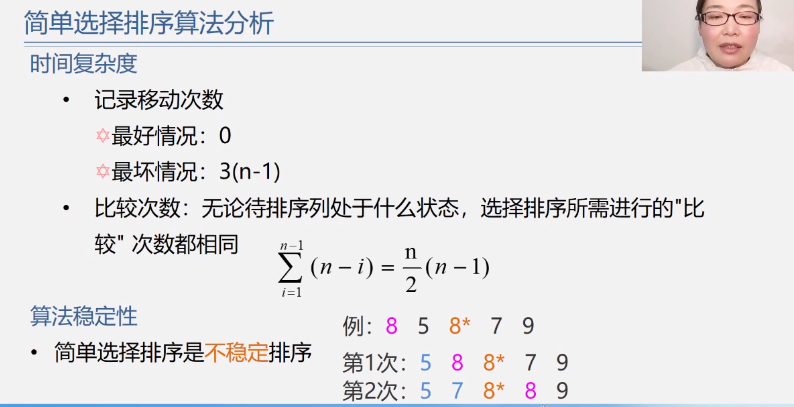 简单选择排序算法分析
时间复杂度
• 记录移动次数
✡最好情况：0
✡最坏情况：3(n-1)
• 比较次数：无论待排序列处于什么状态，选择排序所需进行的"比
较" 次数都相同
\sum_{i=1}^{n-1} (n-i) = \frac{n}{2}(n-1)
算法稳定性
• 简单选择排序是不稳定排序
例：8 5 8* 7 9
第1次：5 8 8* 7 9
第2次：5 7 8* 8 9